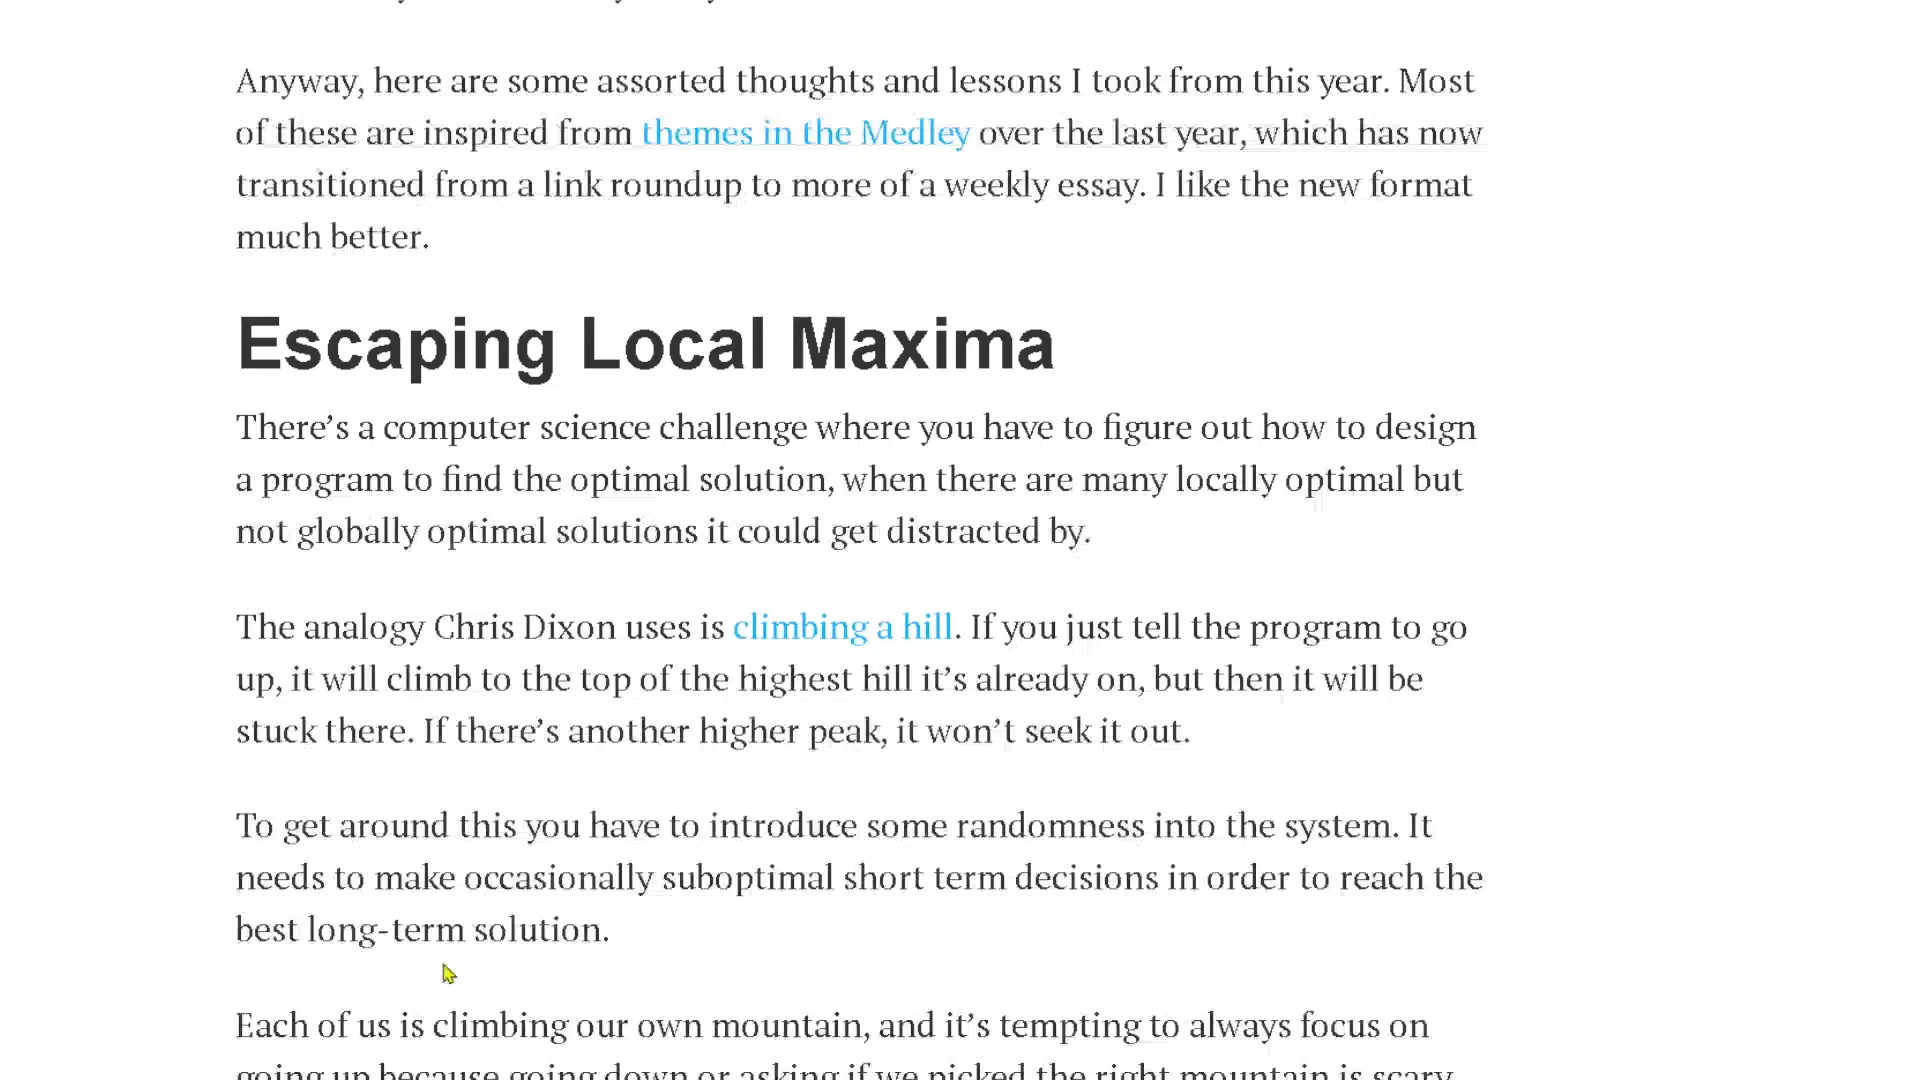 Anyway, here are some assorted thoughts and lessons I took from this year. Most
of these are inspired from themes in the Medley over the last year, which has now
transitioned from a link roundup to more of a weekly essay. I like the new format
much better.
Escaping Local Maxima
There’s a computer science challenge where you have to figure out how to design
a program to find the optimal solution, when there are many locally optimal but
not globally optimal solutions it could get distracted by.
The analogy Chris Dixon uses is climbing a hill. If you just tell the program to go
up, it will climb to the top of the highest hill it’s already on, but then it will be
stuck there. If there’s another higher peak, it won’t seek it out.
To get around this you have to introduce some randomness into the system. It
needs to make occasionally suboptimal short term decisions in order to reach the
best long-term solution.
Each of us is climbing our own mountain, and it’s tempting to always focus on
going up because going down or asking if we picked the right mountain is scary.